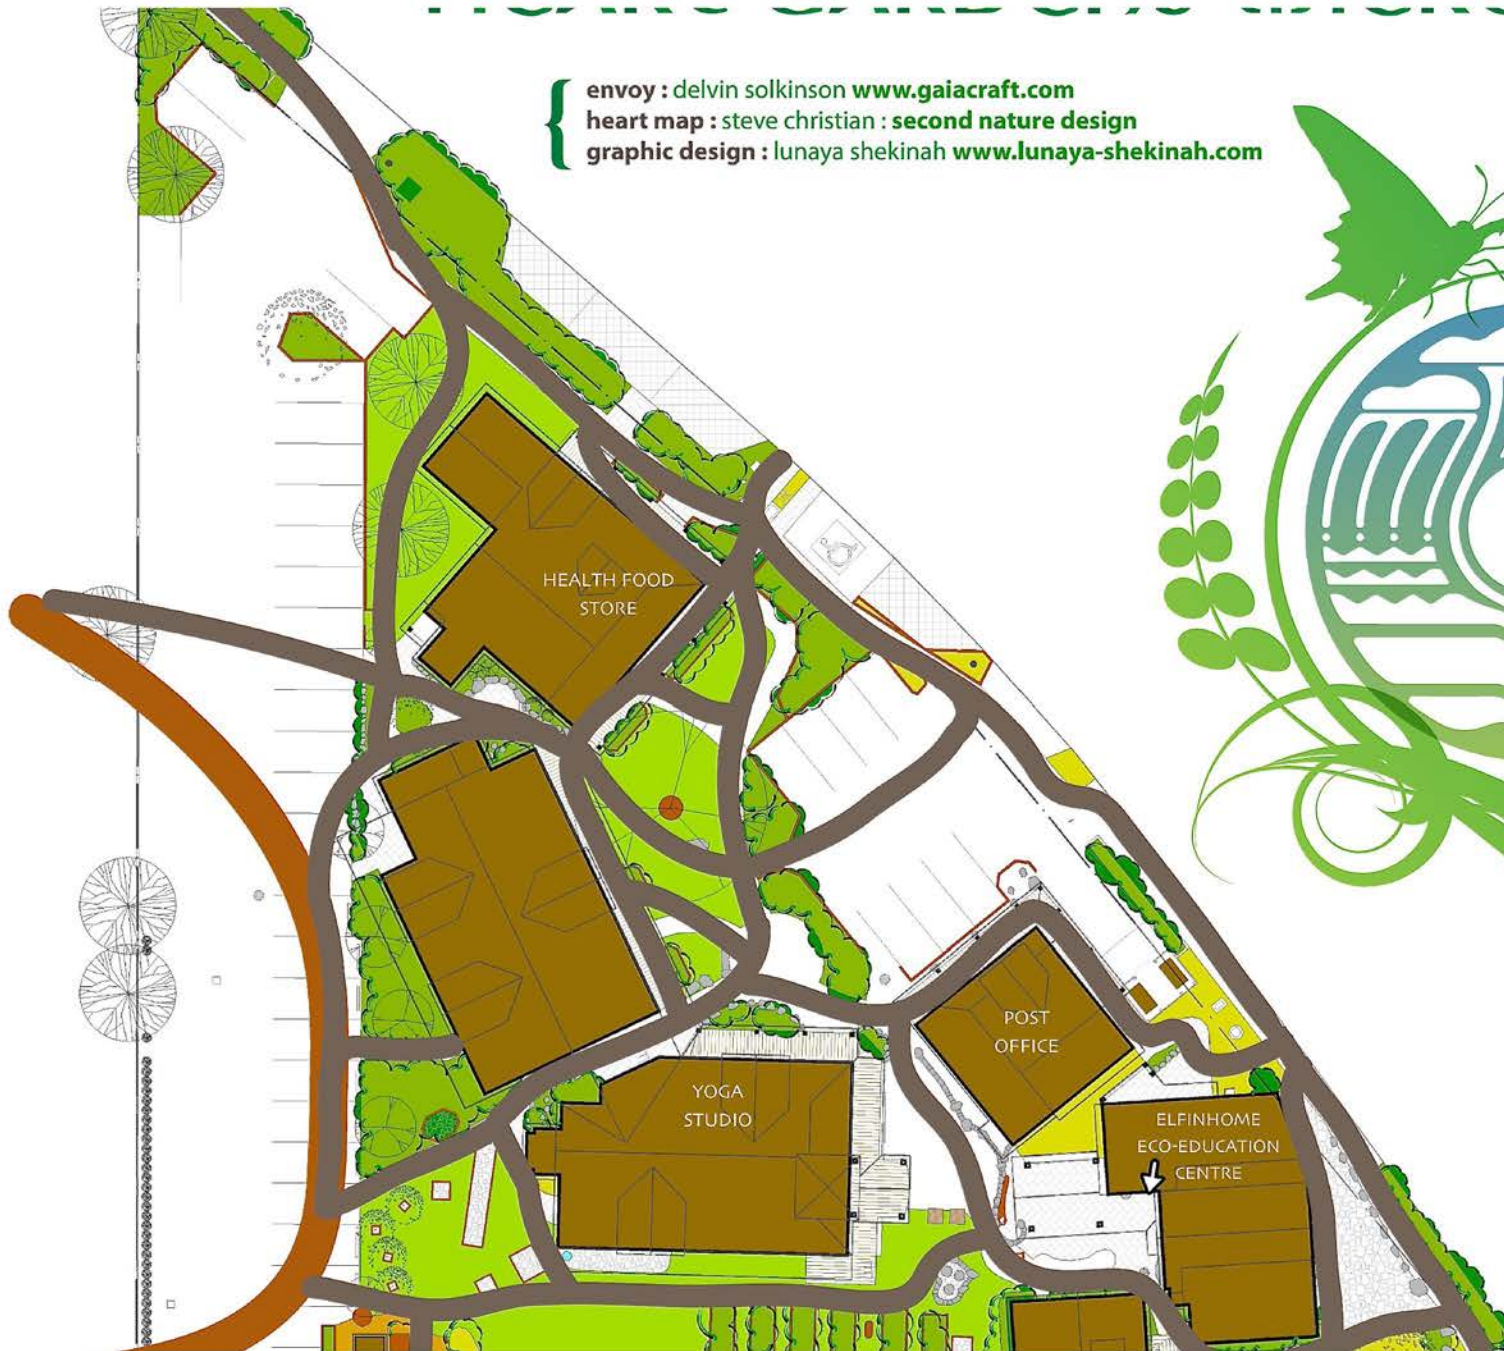 envoy : delvin solkinson www.gaiacraft.com
heart map : steve christian : second nature design
graphic design : lunaya shekinah www.lunaya-shekinah.com
HEALTH FOOD
STORE
POST
OFFICE
YOGA
STUDIO
ELFINHOME
ECO-EDUCATION
CENTRE